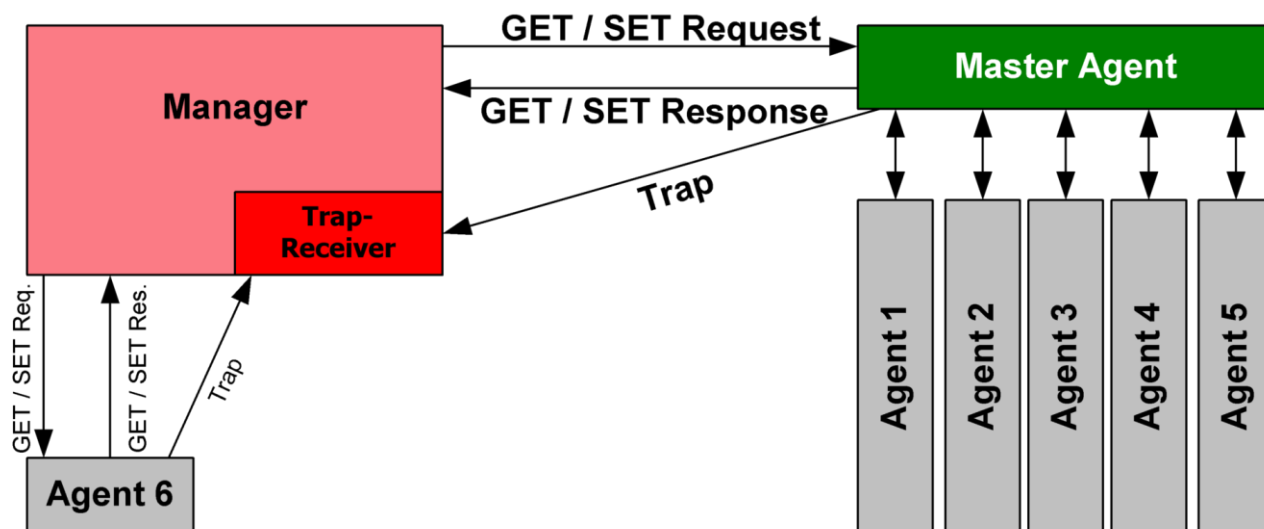 GET / SET Request
Manager
Master Agent
GET / SET Response
Trap
Trap-
Receiver
GET / SET Req.
GET / SET Res.
Trap
Agent 1
Agent 2
Agent 3
Agent 4
Agent 5
Agent 6